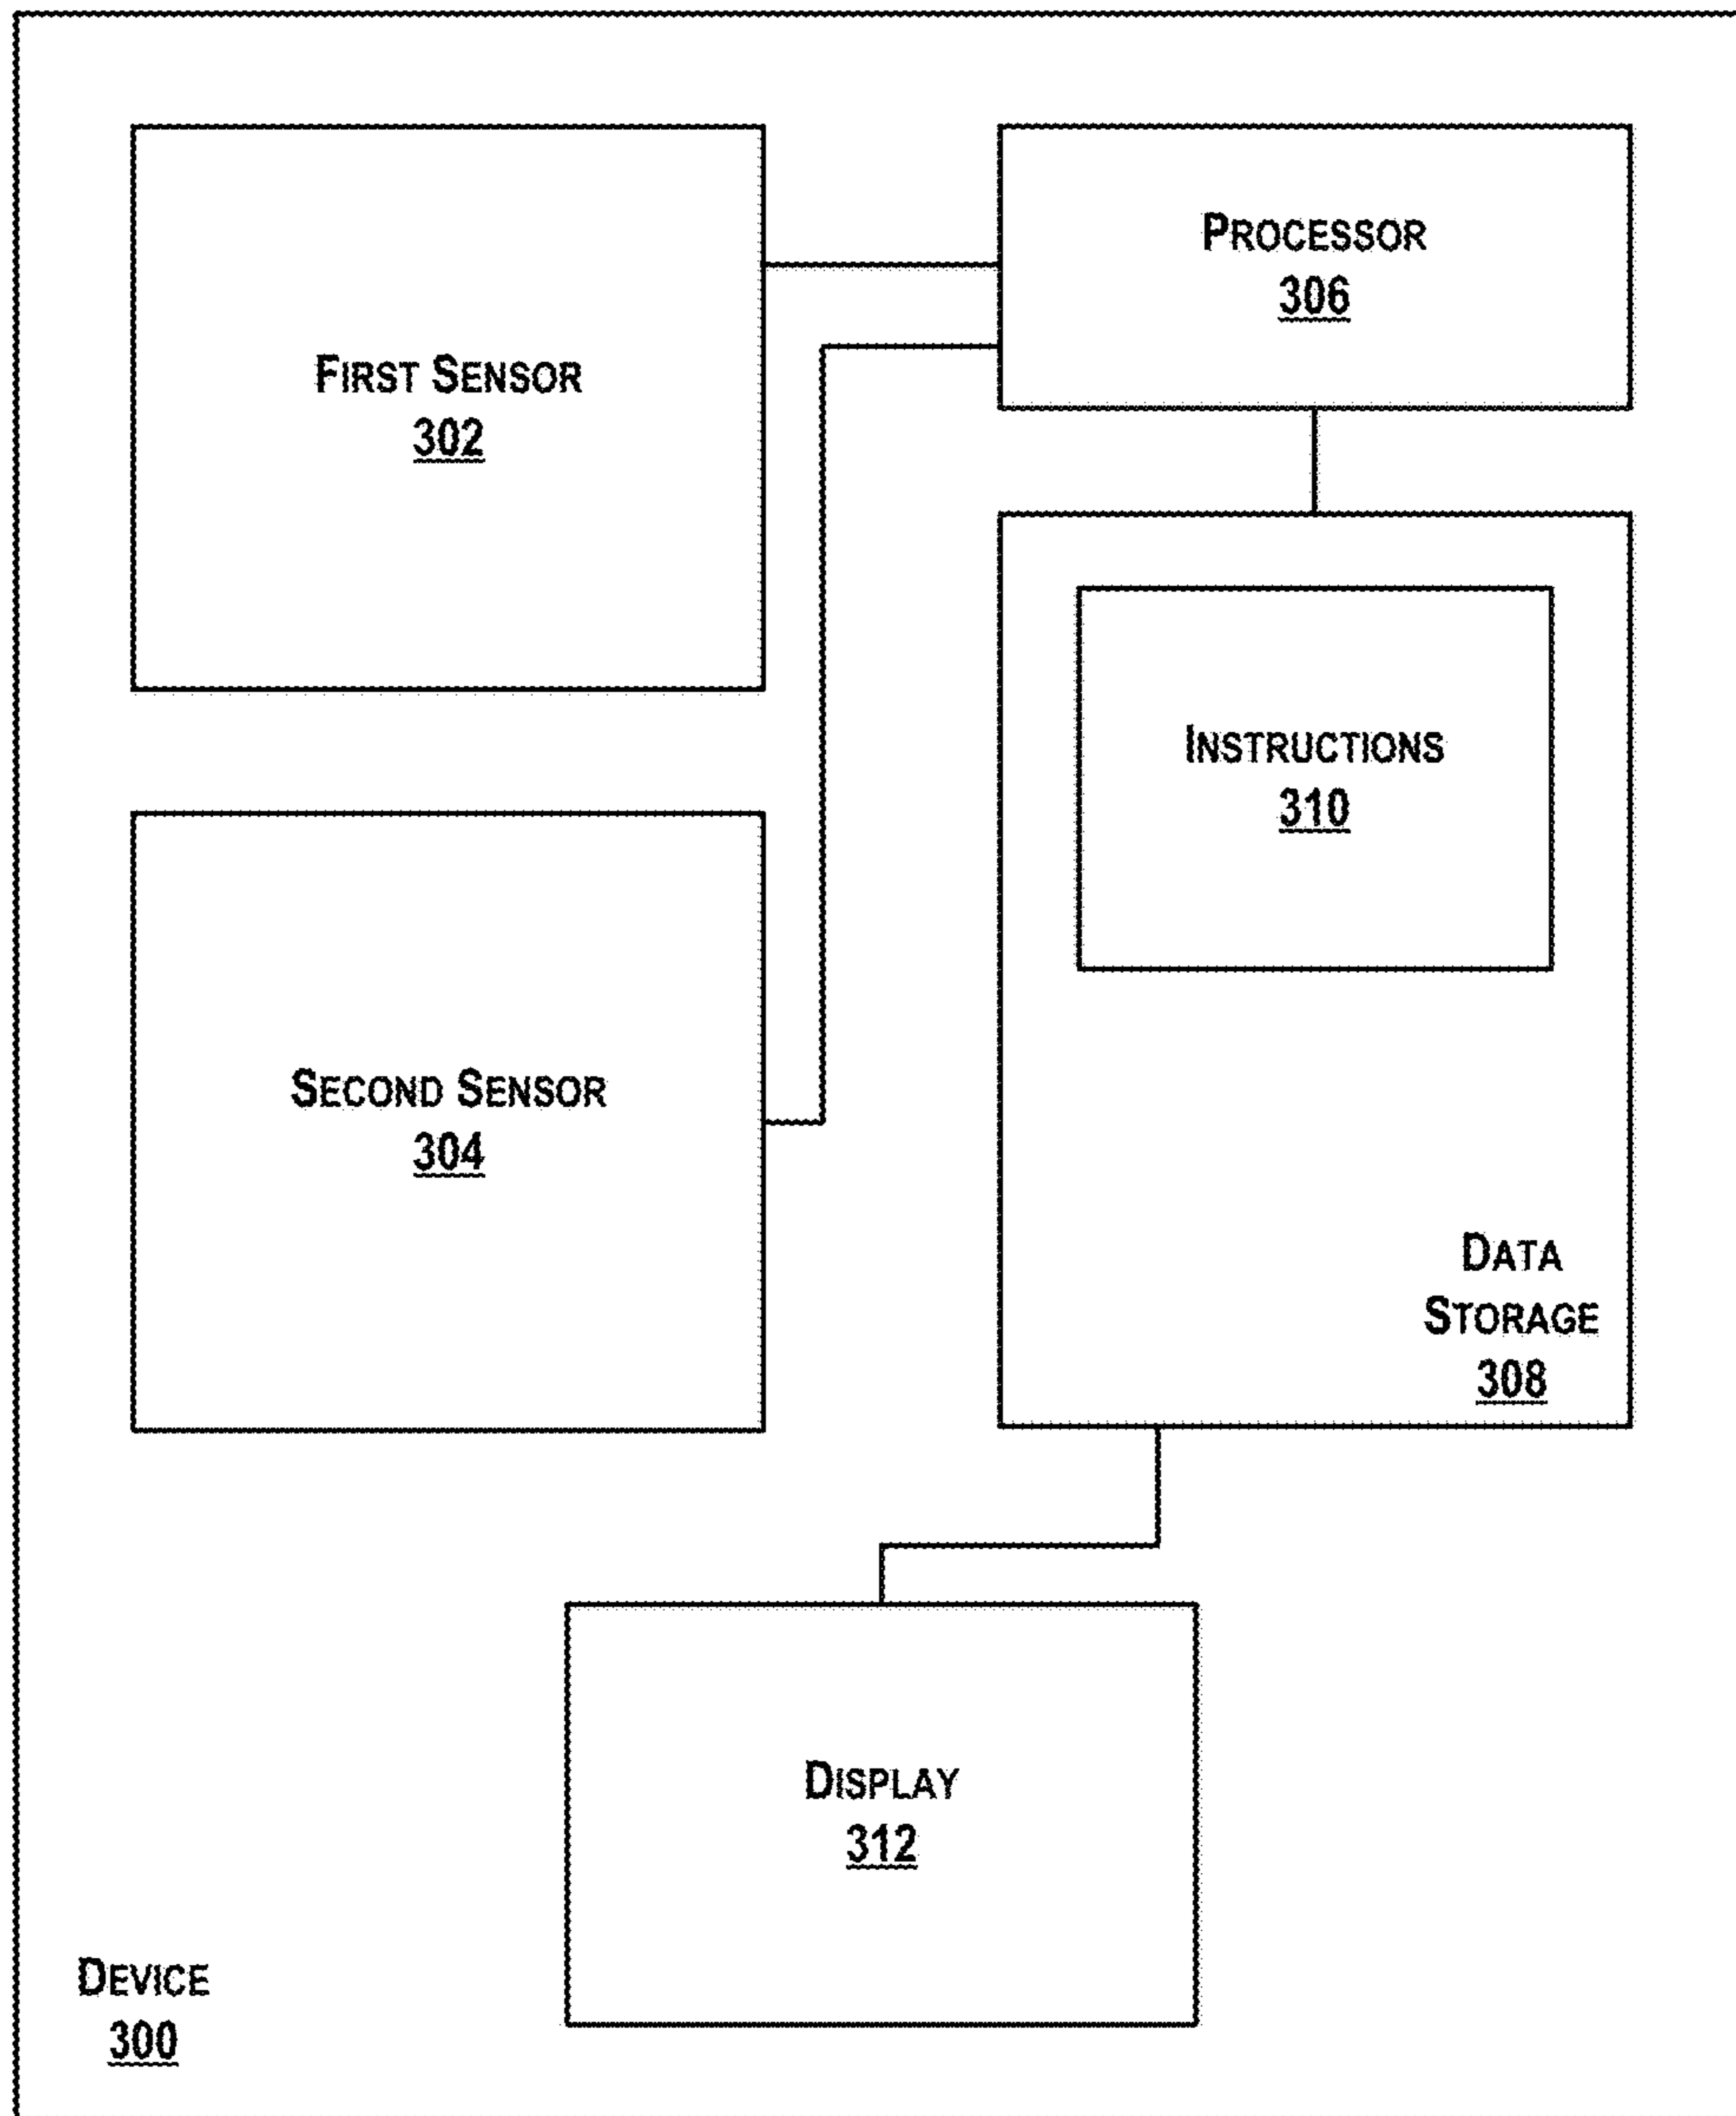 First Sensor
302
Processor
306
Instructions
310
Second Sensor
304
Data
Storage
308
Display
312
Device
300